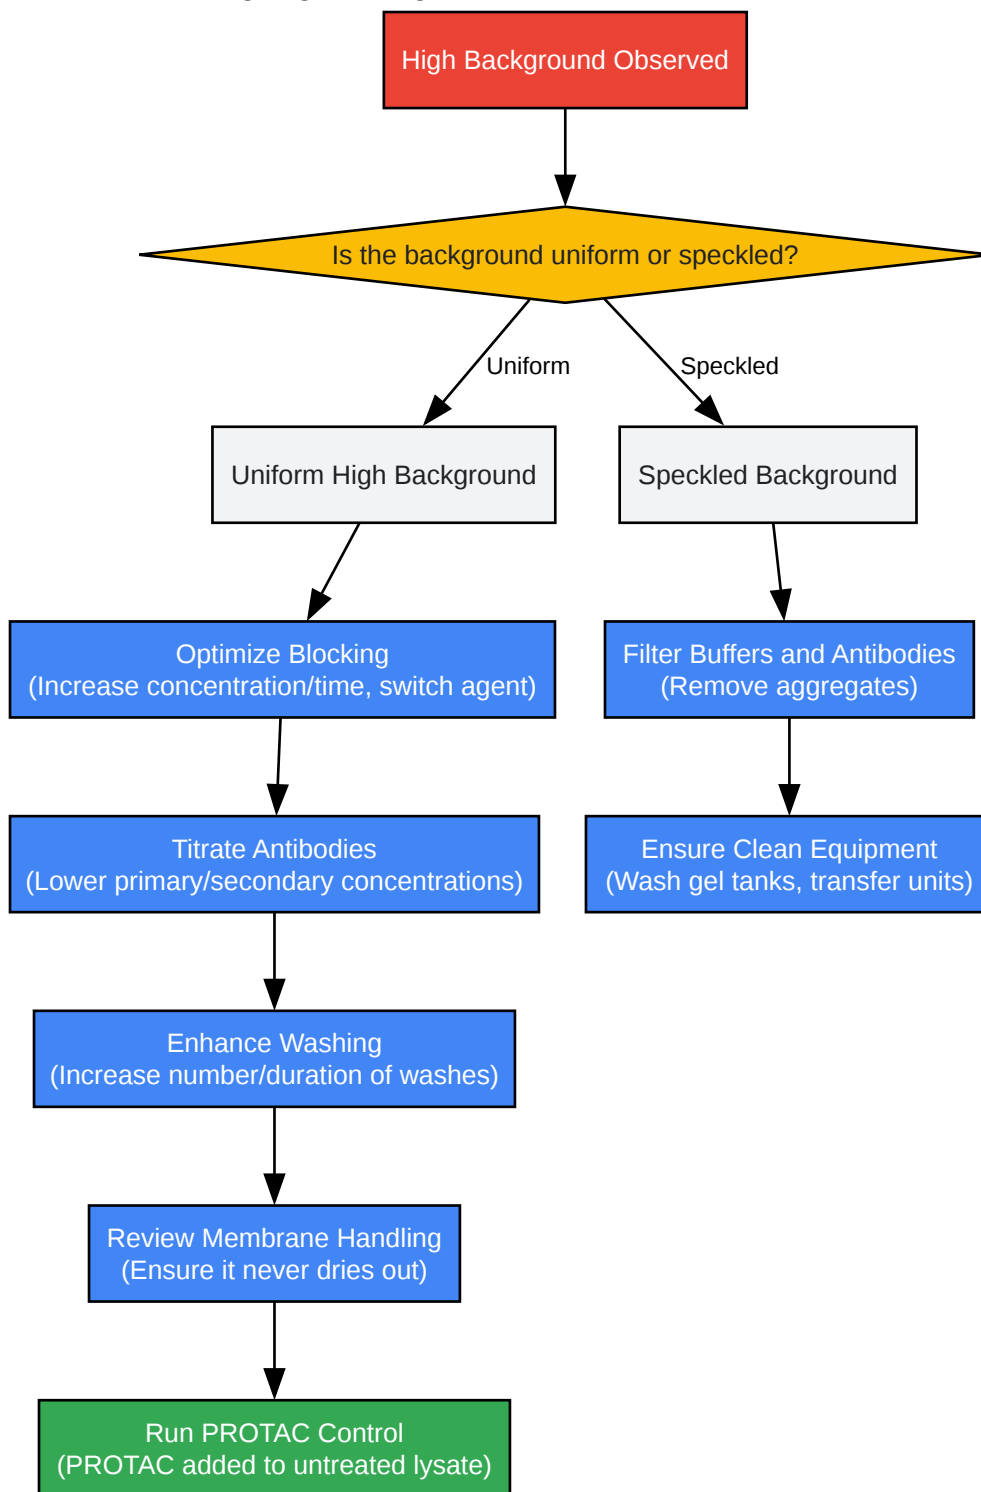 High Background Observed
Is the background uniform or speckled?
Uniform
Speckled
Uniform High Background
Speckled Background
Optimize Blocking
(Increase concentration/time, switch agent)
Filter Buffers and Antibodies
(Remove aggregates)
Titrate Antibodies
(Lower primary/secondary concentrations)
Ensure Clean Equipment
(Wash gel tanks, transfer units)
Enhance Washing
(Increase number/duration of washes)
Review Membrane Handling
(Ensure it never dries out)
Run PROTAC Control
(PROTAC added to untreated lysate)